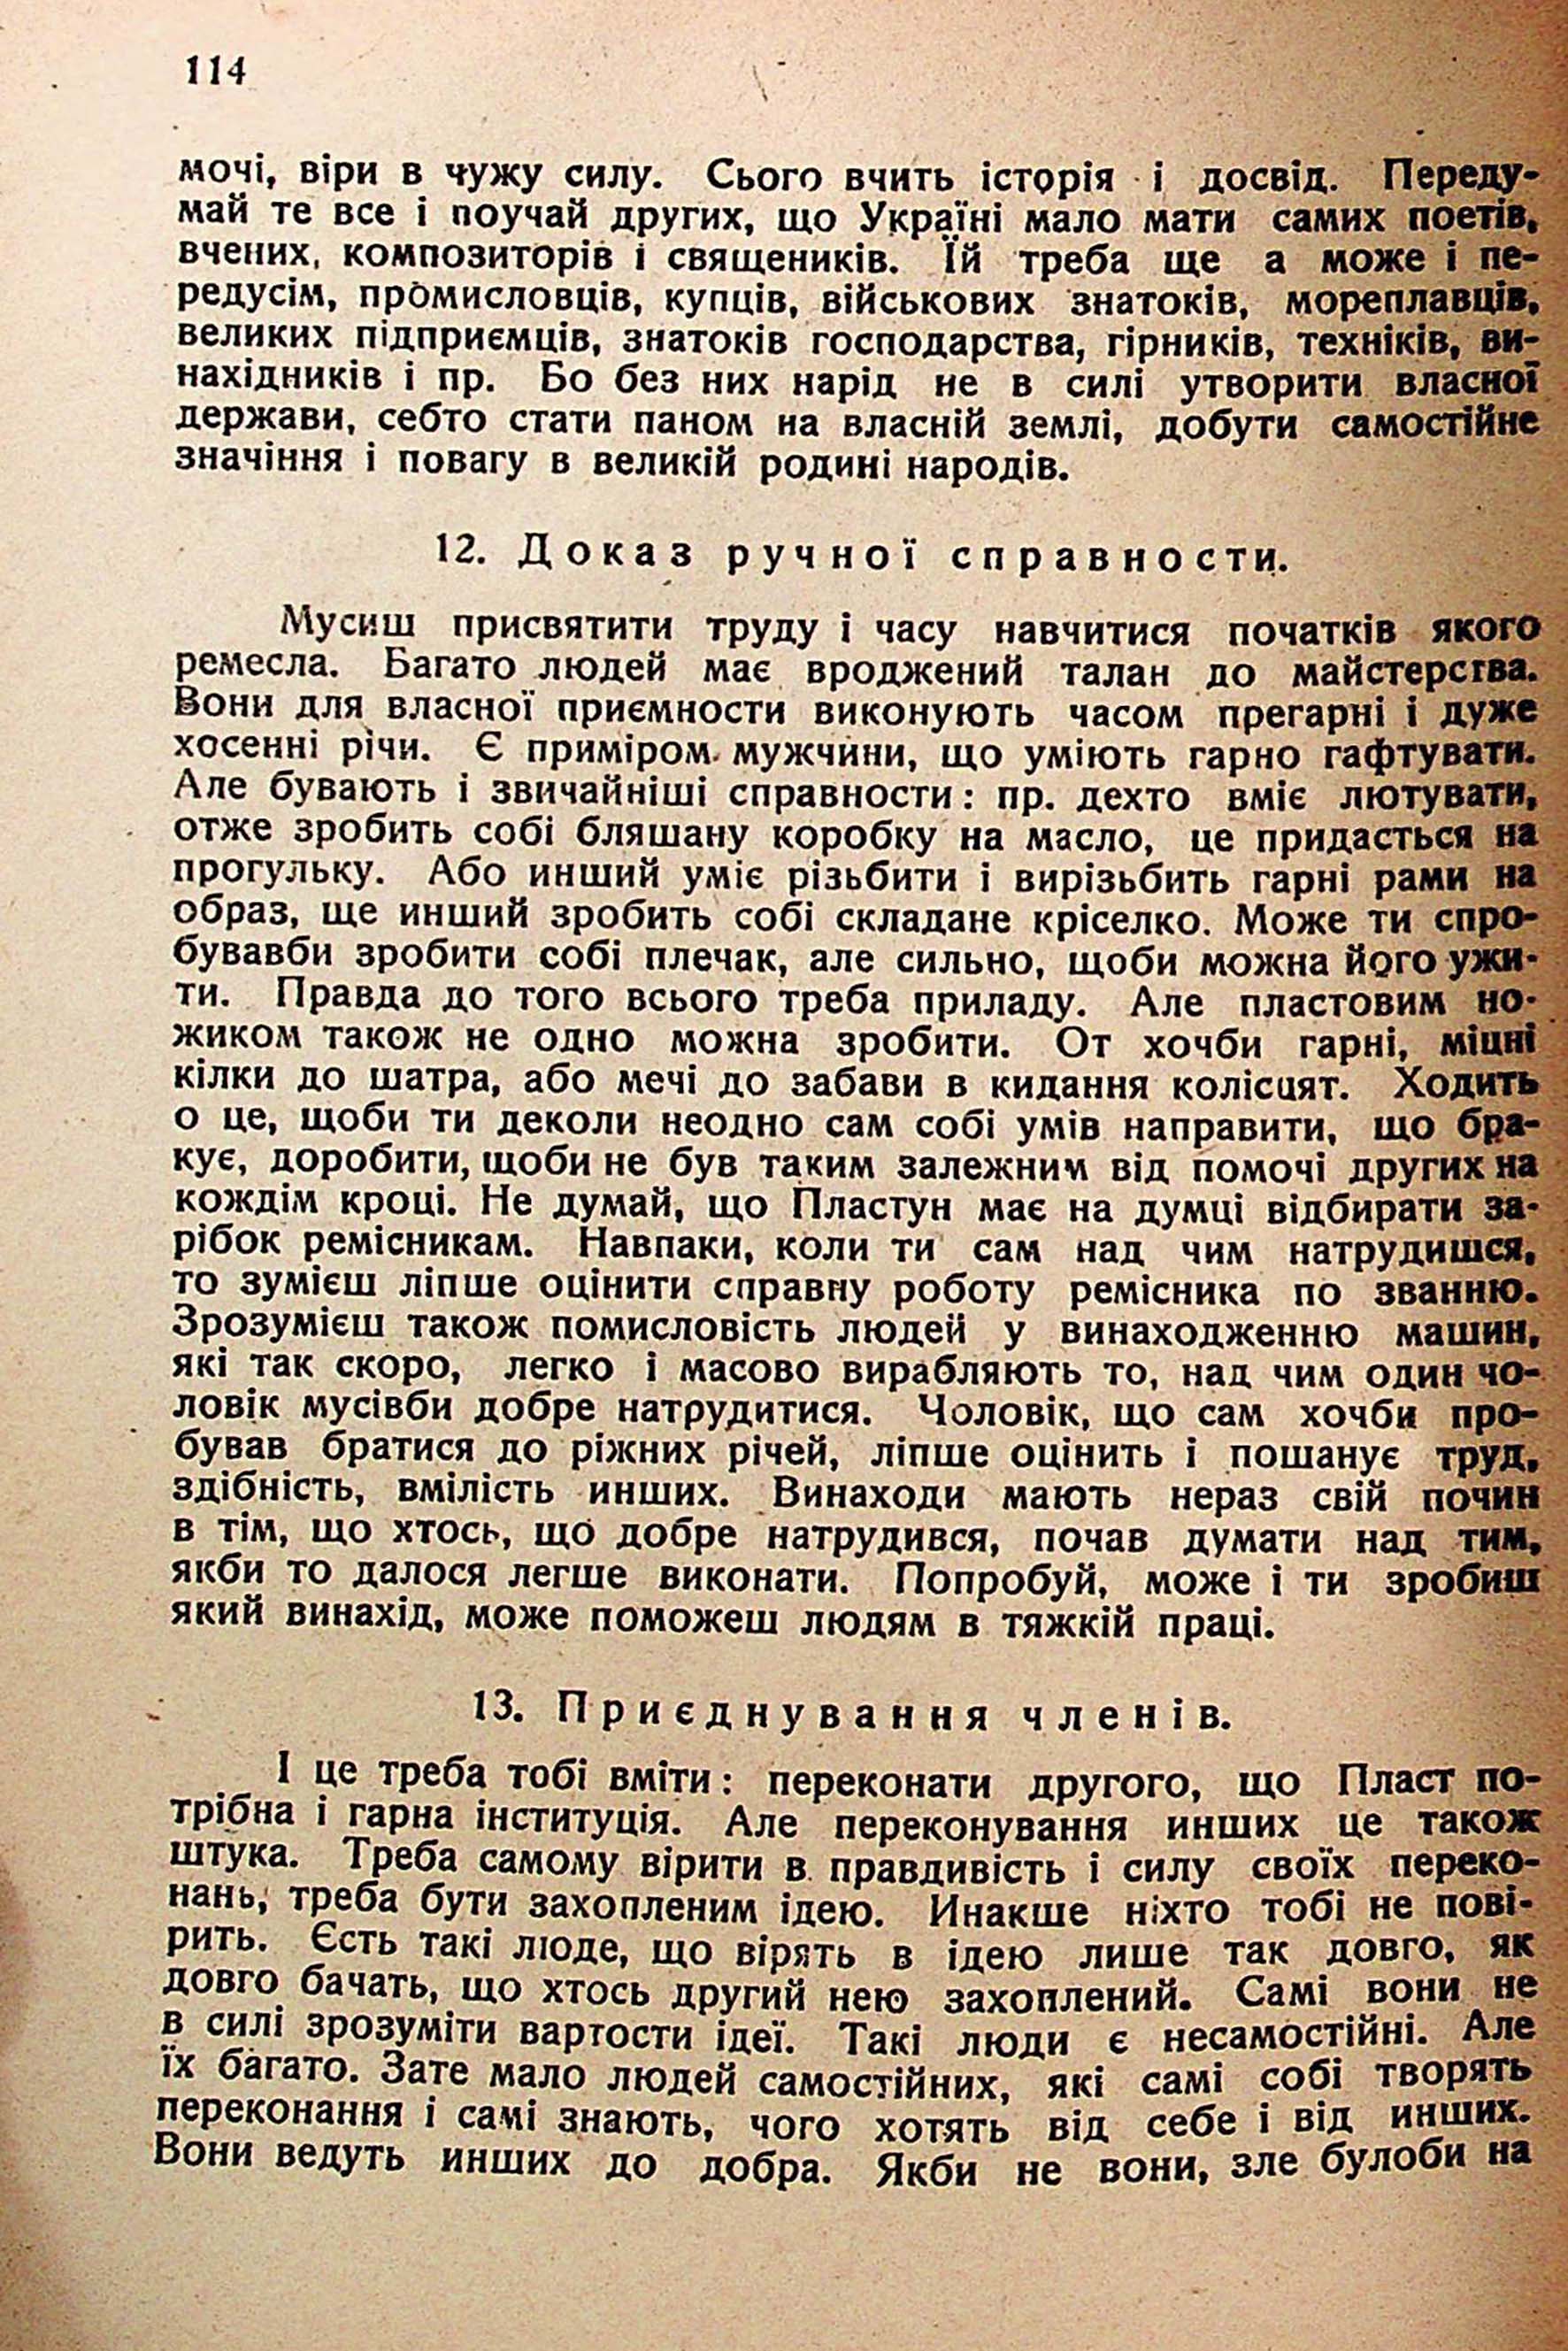 114
мочі, віри в чужу силу. Сього вчить історія і досвід. Переду-
май те все і поучай других, що Україні мало мати самих поетів,
вчених, композиторів і священиків. Їй треба ще а може і пе-
редусім, промисловців, купців, військових знатоків, мореплавців,
великих підприємців, знатоків господарства, гірників, техніків, ви-
нахідників і пр. Бо без них нарід не в силі утворити власної
держави, себто стати паном на власній землі, добути самостійне
значіння і повагу в великій родині народів.
12. Доказ ручної справности.
Мусиш присвятити труду і часу навчитися початків якого
ремесла. Багато людей має вроджений талан до майстерства.
Вони для власної приємности виконують часом прегарні і дуже
хосенні річи. Є приміром мужчини, що уміють гарно гафтувати.
Але бувають і звичайніші справности: пр. дехто вміє лютувати,
отже зробить собі бляшану коробку на масло, це придасться на
прогульку. Або инший уміє різьбити і вирізьбить гарні рами на
образ, ще инший зробить собі складане кріселко. Може ти спро-
бувавби зробити собі плечак, але сильно, щоби можна його ужи-
ти. Правда до того всього треба приладу. Але пластовим но-
жиком також не одно можна зробити. От хочби гарні, міцні
кілки до шатра, або мечі до забави в кидання колісцят. Ходить
о це, щоби ти деколи неодно сам собі умів направити, що бра-
кує, доробити, щоби не був таким залежним від помочі других на
кождім кроці. Не думай, що Пластун має на думці відбирати за-
рібок ремісникам. Навпаки, коли ти сам над чим натрудишся,
то зумієш ліпше оцінити справну роботу ремісника по званню.
Зрозумієш також помисловість людей у винаходженню машин,
які так скоро, легко і масово вирабляють то, над чим один чо-
ловік мусівби добре натрудитися. Чоловік, що сам хочби про-
бував братися до ріжних річей, ліпше оцінить і пошанує труд,
здібність, вмілість инших. Винаходи мають нераз свій почин
в тім, що хтось, що добре натрудився, почав думати над тим,
якби то далося легше виконати. Попробуй, може і ти зробиш
який винахід, може поможеш людям в тяжкій праці.
13. Приєднування членів.
І це треба тобі вміти: переконати другого, що Пласт по-
трібна і гарна інституція. Але переконування инших це також
штука. Треба самому вірити в правдивість і силу своїх переко-
нань, треба бути захопленим ідею. Инакше ніхто тобі не пові-
рить. Єсть такі люде, що вірять в ідею лише так довго, як
довго бачать, що хтось другий нею захоплений. Самі вони не
в силі зрозуміти вартости ідеї. Такі люди є несамостійні. Але
їх багато. Зате мало людей самостійних, які самі собі творять
переконання і самі знають, чого хотять від себе і від инших.
Вони ведуть инших до добра. Якби не вони, зле булоби на